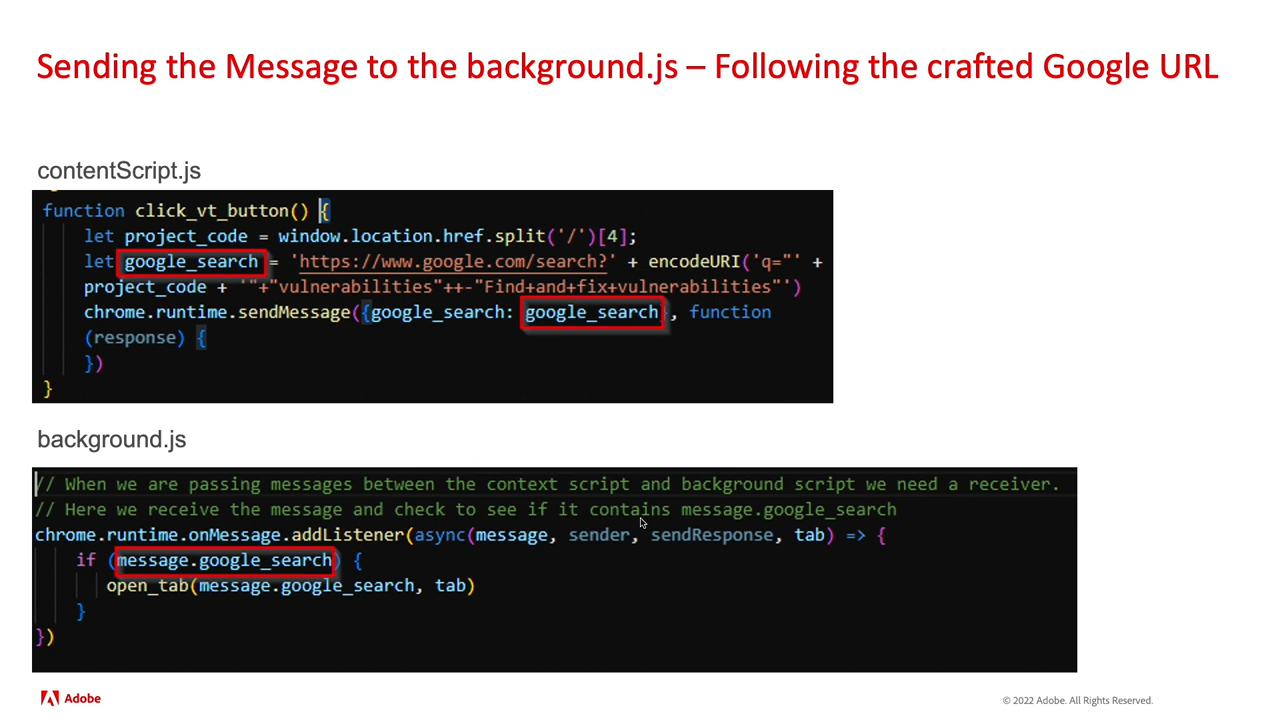 Sending the Message to the background.js – Following the crafted Google URL
contentScript.js
function click_vt_button() {
let project_code = window.location.href.split('/')[4];
let google_search = 'https://www.google.com/search?' + encodeURI('q="' +
project_code + '"+"vulnerabilities"++-"Find+and+fix+vulnerabilities"')
chrome.runtime.sendMessage({google_search: google_search}, function
(response) {
})
}
background.js
// When we are passing messages between the context script and background script we need a receiver.
// Here we receive the message and check to see if it contains message.google_search
chrome.runtime.onMessage.addListener(async(message, sender, sendResponse, tab) => {
if (message.google_search) {
open_tab(message.google_search, tab)
}
})
Adobe
© 2022 Adobe. All Rights Reserved.